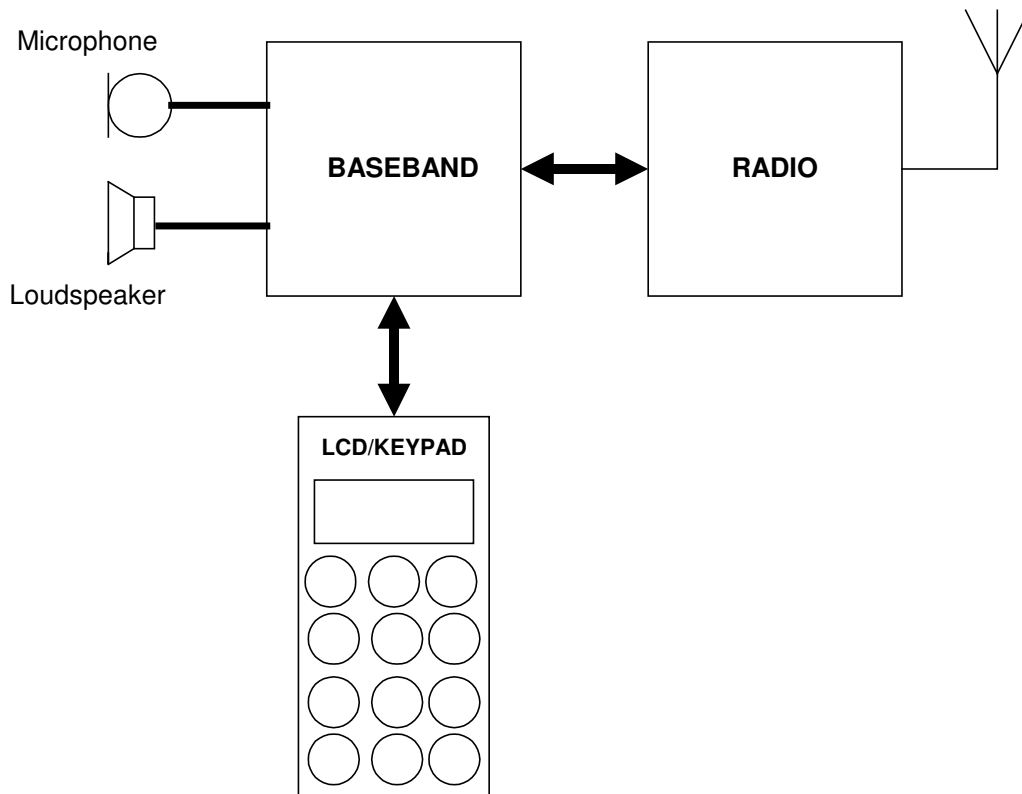 Microphone
BASEBAND
RADIO
Loudspeaker
LCD/KEYPAD